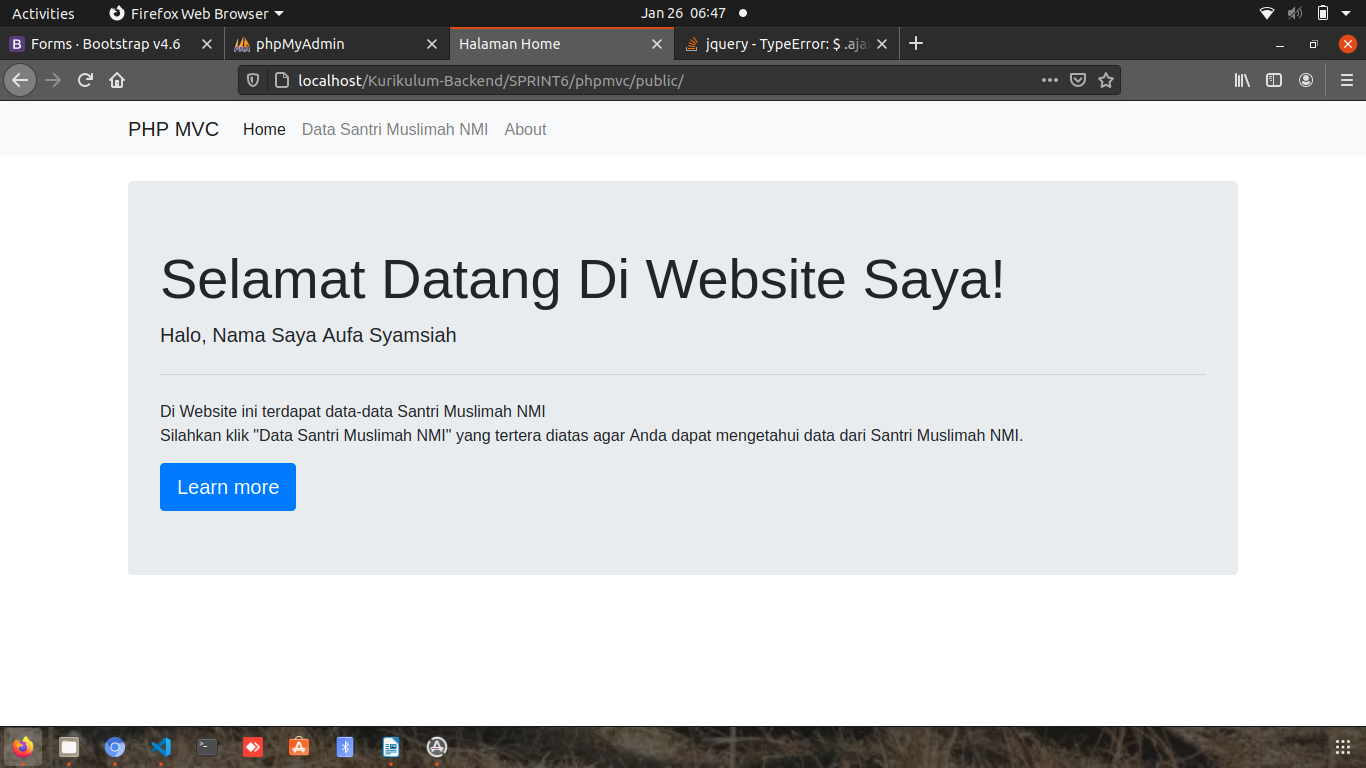 Activities
Firefox Web Browser
Jan 26 06:47
Forms · Bootstrap v4.6
phpMyAdmin
Halaman Home
jquery - TypeError: $ .ajax
localhost/Kurikulum-Backend/SPRINT6/phpmvc/public/
PHP MVC
Home
Data Santri Muslimah NMI
About
Selamat Datang Di Website Saya!
Halo, Nama Saya Aufa Syamsiah
Di Website ini terdapat data-data Santri Muslimah NMI
Silahkan klik "Data Santri Muslimah NMI" yang tertera diatas agar Anda dapat mengetahui data dari Santri Muslimah NMI.
Learn more